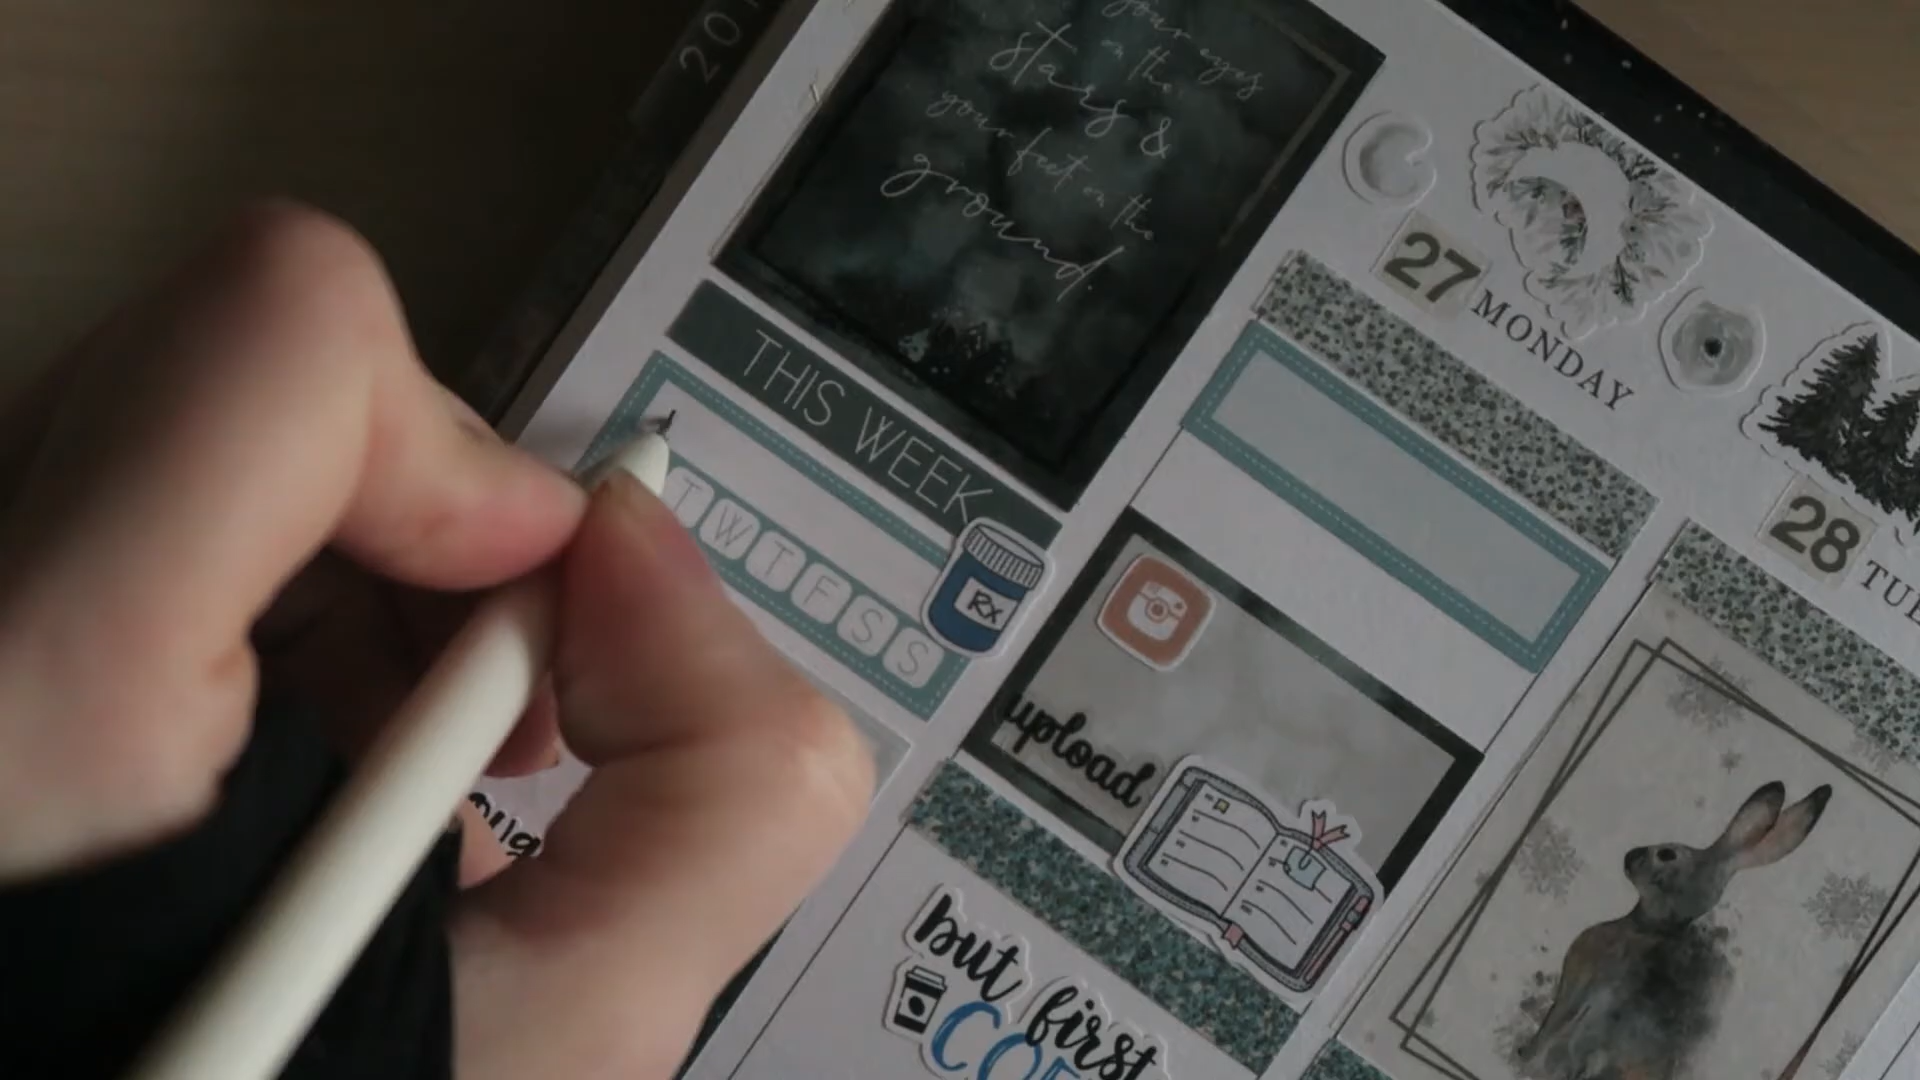 201
your eyes
on the
stars &
your feet on the
ground.
THIS WEEK
T W T F S S
RX
27
MONDAY
28
upload
but first